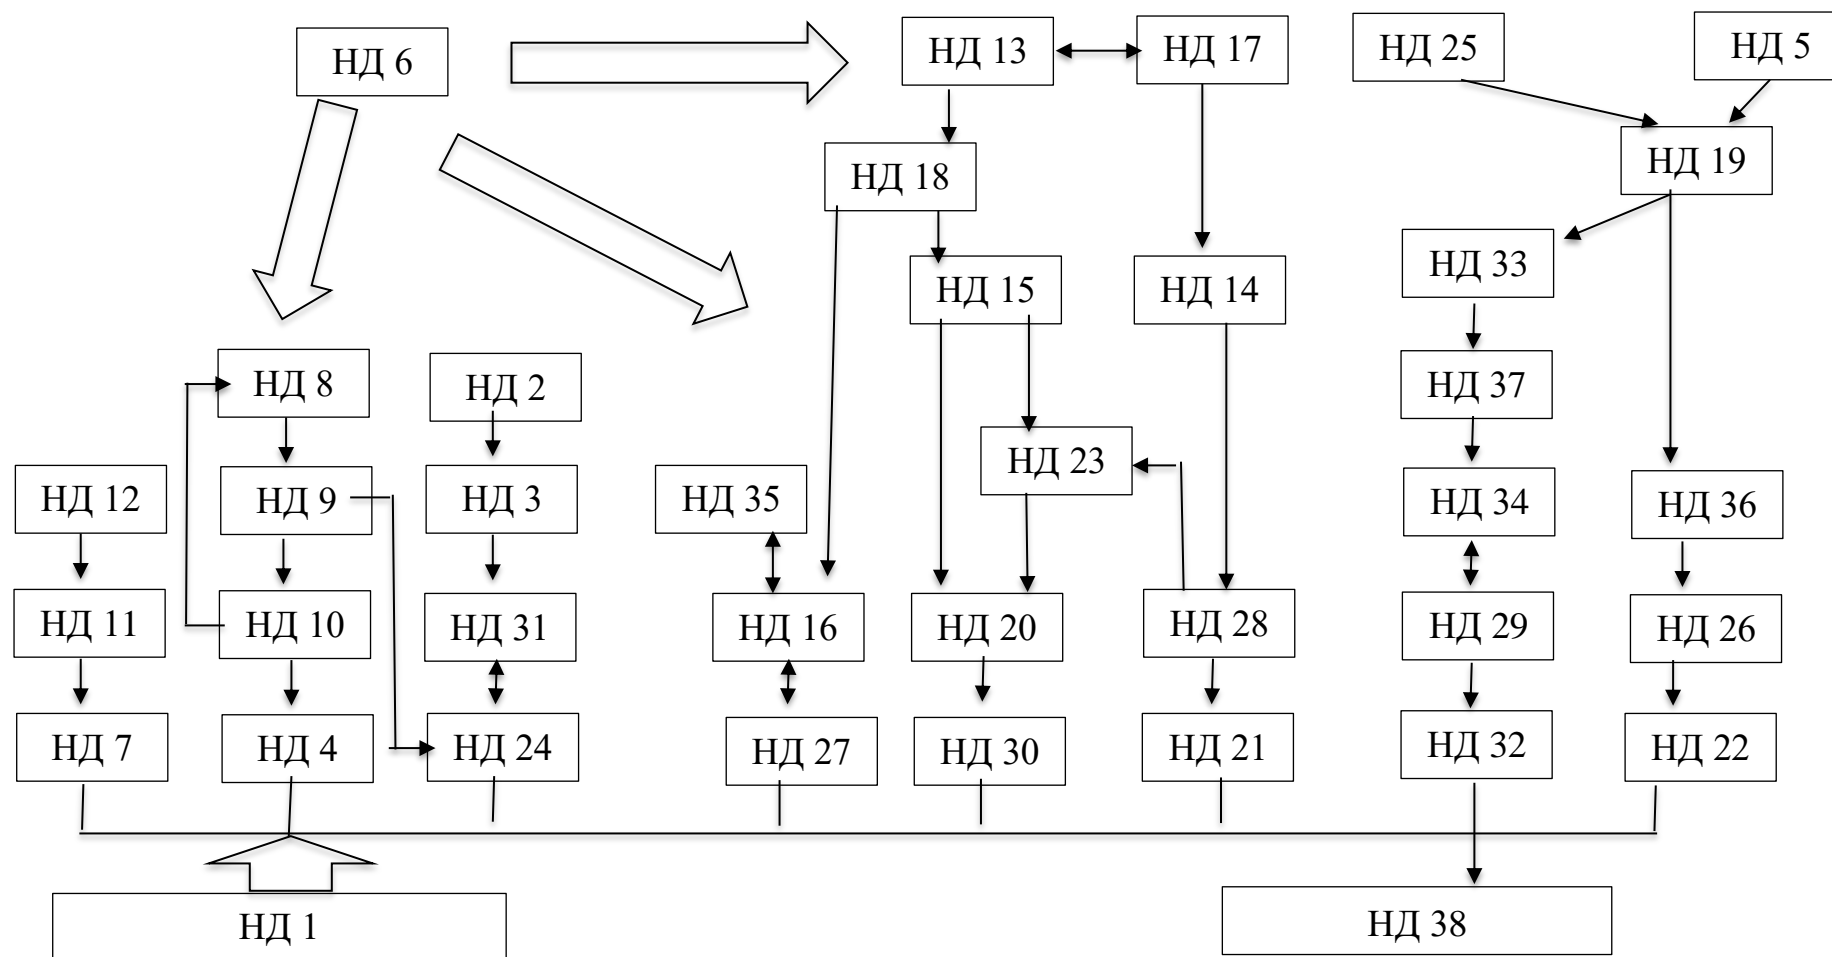 НД 6
НД 13
НД 17
НД 25
НД 5
НД 18
НД 19
НД 15
НД 14
НД 33
НД 8
НД 2
НД 37
НД 12
НД 9
НД 3
НД 35
НД 23
НД 34
НД 36
НД 11
НД 10
НД 31
НД 16
НД 20
НД 28
НД 29
НД 26
НД 7
НД 4
НД 24
НД 27
НД 30
НД 21
НД 32
НД 22
НД 1
НД 38